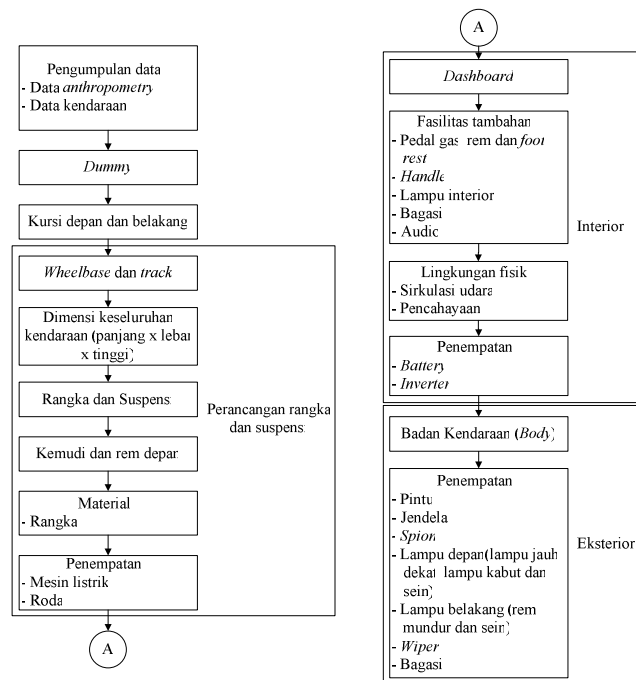 Pengumpulan data
- Data anthropometry
- Data kendaraan
Dummy
Kursi depan dan belakang
Wheelbase dan track
Dimensi keseluruhan
kendaraan (panjang x lebar
x tinggi)
Rangka dan Suspensi
Kemudi dan rem depan
Material
- Rangka
Penempatan
- Mesin listrik
- Roda
Perancangan rangka
dan suspensi
A
A
Dashboard
Fasilitas tambahan
- Pedal gas rem dan foot
rest
- Handle
- Lampu interior
- Bagasi
- Audio
Lingkungan fisik
- Sirkulasi udara
- Pencahayaan
Penempatan
- Battery
- Inverter
Interior
Badan Kendaraan (Body)
Penempatan
- Pintu
- Jendela
- Spion
- Lampu depan(lampu jauh
dekat lampu kabut dan
sein)
- Lampu belakang (rem
mundur dan sein)
- Wiper
- Bagasi
Eksterior